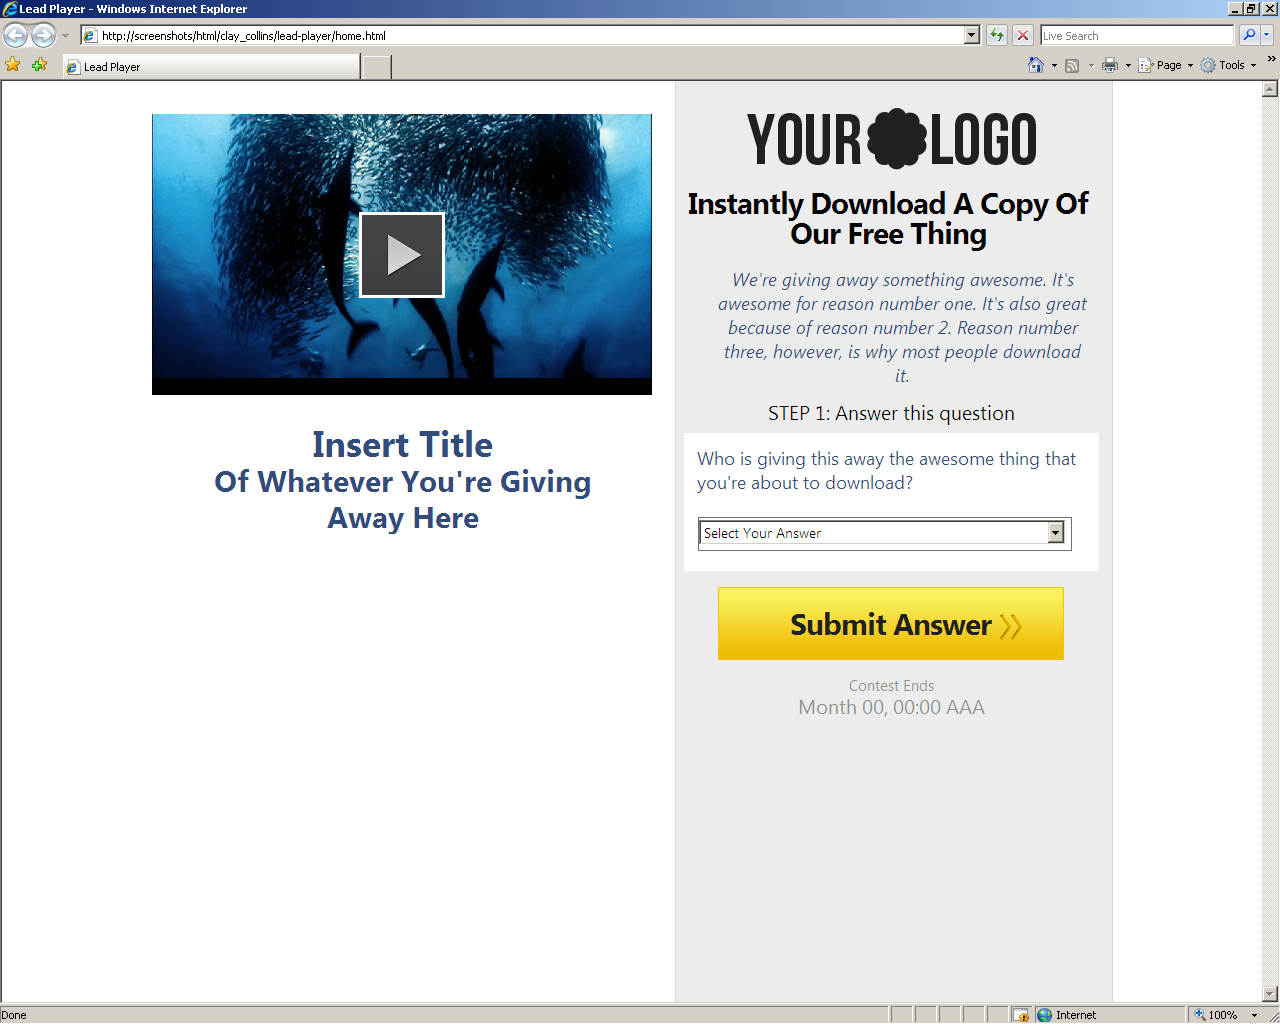 Lead Player - Windows Internet Explorer
http://screenshots/html/clay_collins/lead-player/home.html
Live Search
Lead Player
Page
Tools
YOUR LOGO
Instantly Download A Copy Of
Our Free Thing
We're giving away something awesome. It's
awesome for reason number one. It's also great
because of reason number 2. Reason number
three, however, is why most people download
it.
STEP 1: Answer this question
Who is giving this away the awesome thing that
you're about to download?
Select Your Answer
Submit Answer
Contest Ends
Month 00, 00:00 AAA
Insert Title
Of Whatever You're Giving
Away Here
Done
Internet
100%